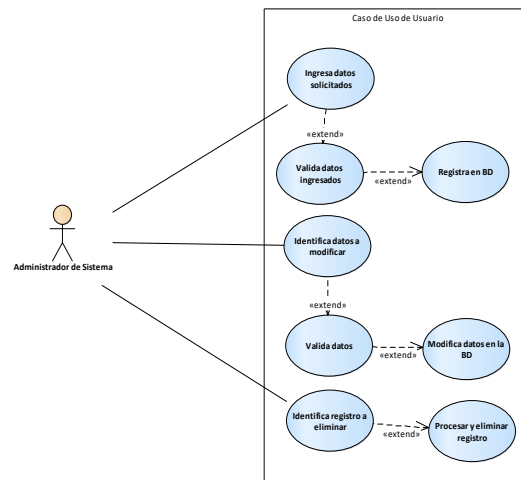 Caso de Uso de Usuario
Ingresa datos
solicitados
«extend»
Valida datos
ingresados
«extend»
Registra en BD
Identifica datos a
modificar
Administrador de Sistema
«extend»
Valida datos
«extend»
Modifica datos en la
BD
Identifica registro a
eliminar
«extend»
Procesar y eliminar
registro